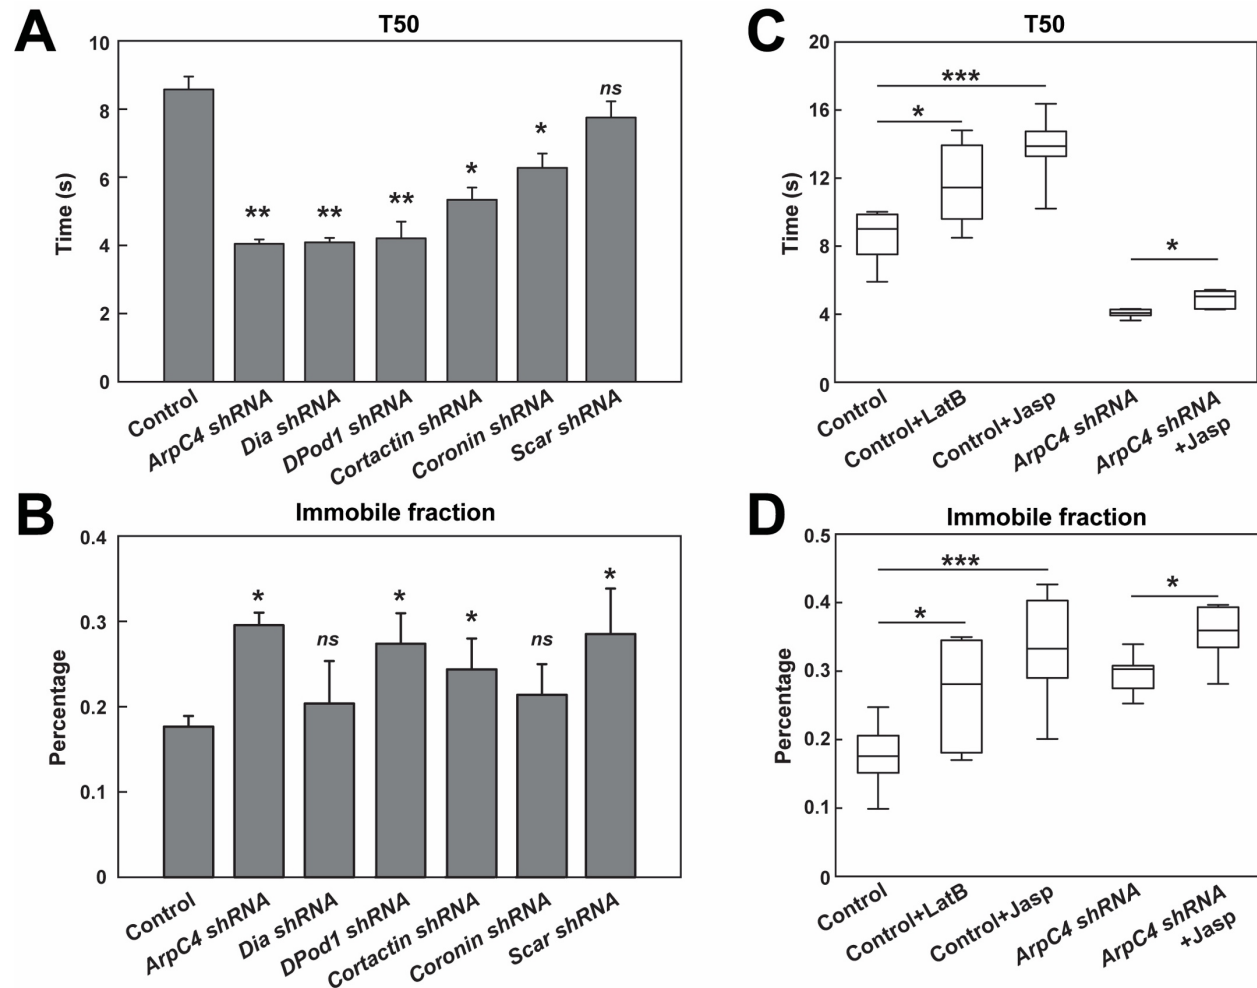 A
T50
Time (s)
10
8
6
4
2
0
**
**
**
*
*
ns
Control
ArpC4 shRNA
Dia shRNA
DPod1 shRNA
Cortactin shRNA
Coronin shRNA
Scar shRNA
B
Immobile fraction
Percentage
0.4
0.3
0.2
0.1
0
*
ns
*
*
ns
*
Control
ArpC4 shRNA
Dia shRNA
DPod1 shRNA
Cortactin shRNA
Coronin shRNA
Scar shRNA
C
T50
Time (s)
20
16
12
8
4
0
***
*
*
Control
Control+LatB
Control+Jasp
ArpC4 shRNA
ArpC4 shRNA
+Jasp
D
Immobile fraction
Percentage
0.5
0.4
0.3
0.2
0.1
0
***
*
*
Control
Control+LatB
Control+Jasp
ArpC4 shRNA
ArpC4 shRNA
+Jasp